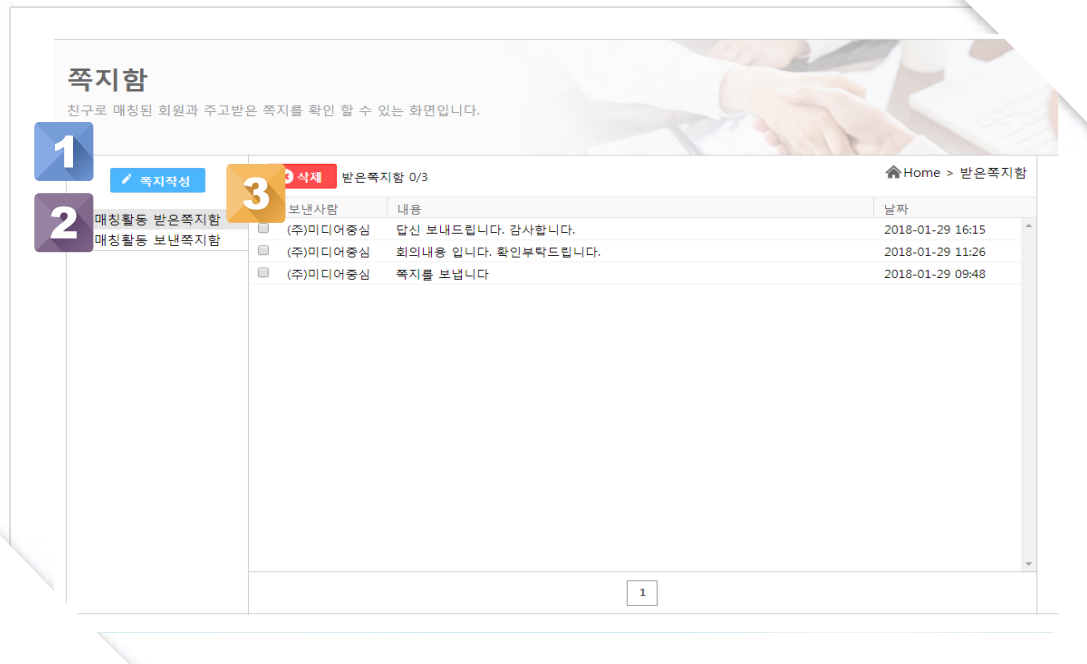 쪽지함
친구로 매칭된 회원과 주고받은 쪽지를 확인 할 수 있는 화면입니다.
1
쪽지작성
2
매칭활동 받은쪽지함
매칭활동 보낸쪽지함
3
삭제 받은쪽지함 0/3
Home > 받은쪽지함
보낸사람 내용 날짜
(주)미디어중심 답신 보내드립니다. 감사합니다. 2018-01-29 16:15
(주)미디어중심 회의내용 입니다. 확인부탁드립니다. 2018-01-29 11:26
(주)미디어중심 쪽지를 보냅니다 2018-01-29 09:48
1